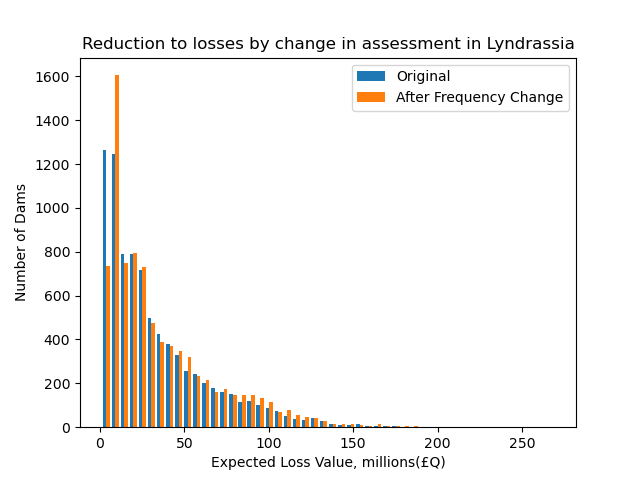 Reduction to losses by change in assessment in Lyndrassia
Original
After Frequency Change
1600
1400
1200
1000
800
600
400
200
0
Number of Dams
0 50 100 150 200 250
Expected Loss Value, millions(£Q)